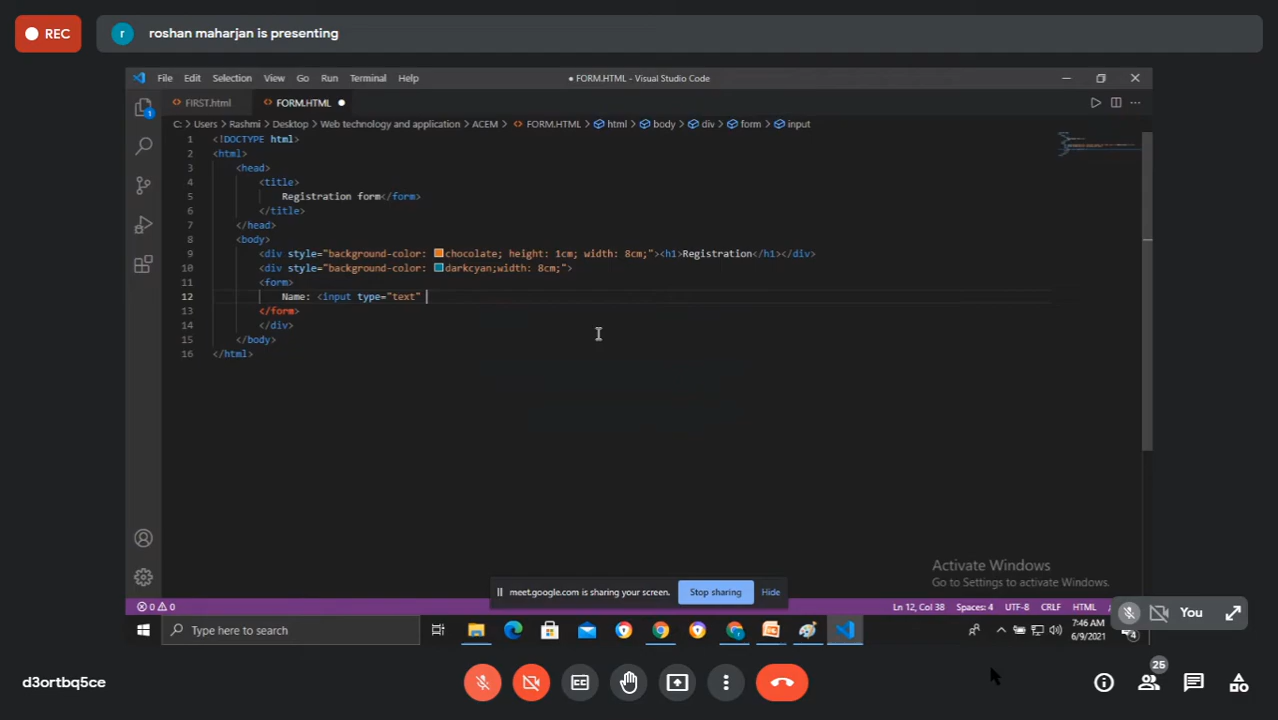 REC
r roshan maharjan is presenting
File Edit Selection View Go Run Terminal Help
● FORM.HTML - Visual Studio Code
FIRST.html FORM.HTML
C: > Users > Rashmi > Desktop > Web technology and application > ACEM > FORM.HTML > html > body > div > form > input
1 <!DOCTYPE html>
2 <html>
3 <head>
4 <title>
5 Registration form</form>
6 </title>
7 </head>
8 <body>
9 <div style="background-color: chocolate; height: 1cm; width: 8cm;"><h1>Registration</h1></div>
10 <div style="background-color: darkcyan;width: 8cm;">
11 <form>
12 Name: <input type="text"
13 </form>
14 </div>
15 </body>
16 </html>
1
Activate Windows
Go to Settings to activate Windows.
meet.google.com is sharing your screen. Stop sharing Hide
0 0 Ln 12, Col 38 Spaces: 4 UTF-8 CRLF HTML
You
Type here to search
7:46 AM
6/9/2021
4
d3ortbq5ce
CC
25